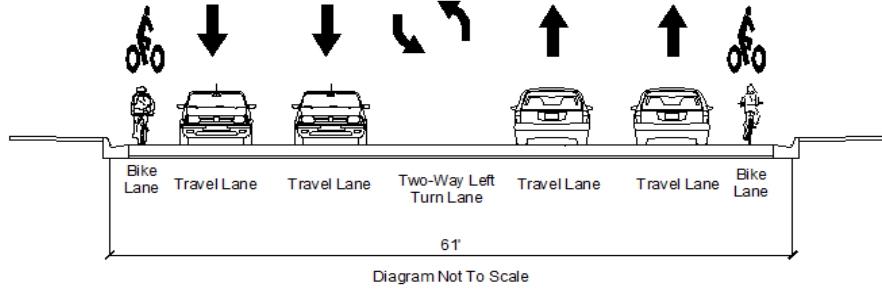 Bike
Lane
Travel Lane
Travel Lane
Two-Way Left
Turn Lane
Travel Lane
Travel Lane
Bike
Lane
61'
Diagram Not To Scale